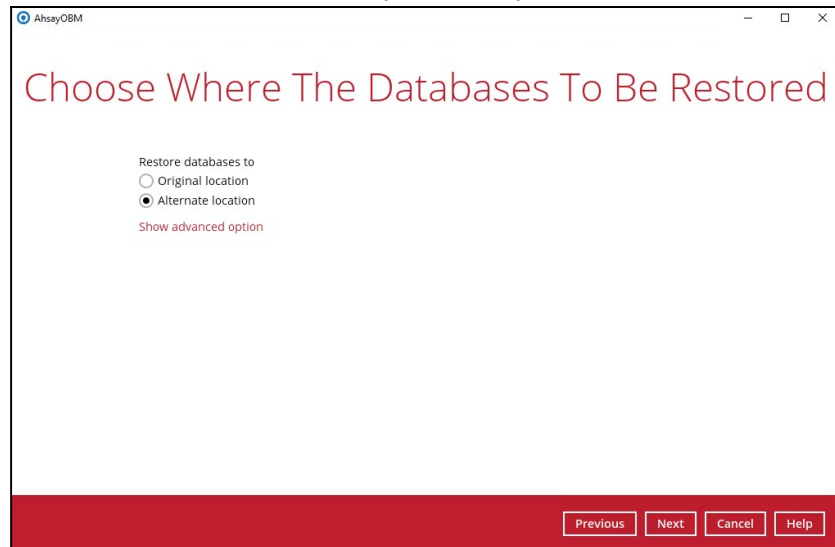 AhsayOBM
Choose Where The Databases To Be Restored
Restore databases to
Original location
Alternate location
Show advanced option
Previous Next Cancel Help